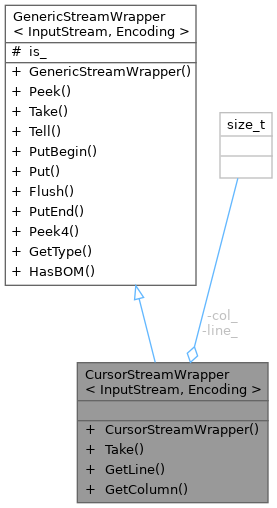 GenericStreamWrapper
< InputStream, Encoding >
# is_
+ GenericStreamWrapper()
+ Peek()
+ Take()
+ Tell()
+ PutBegin()
+ Put()
+ Flush()
+ PutEnd()
+ Peek4()
+ GetType()
+ HasBOM()
size_t
-col_
-line_
CursorStreamWrapper
< InputStream, Encoding >
+ CursorStreamWrapper()
+ Take()
+ GetLine()
+ GetColumn()